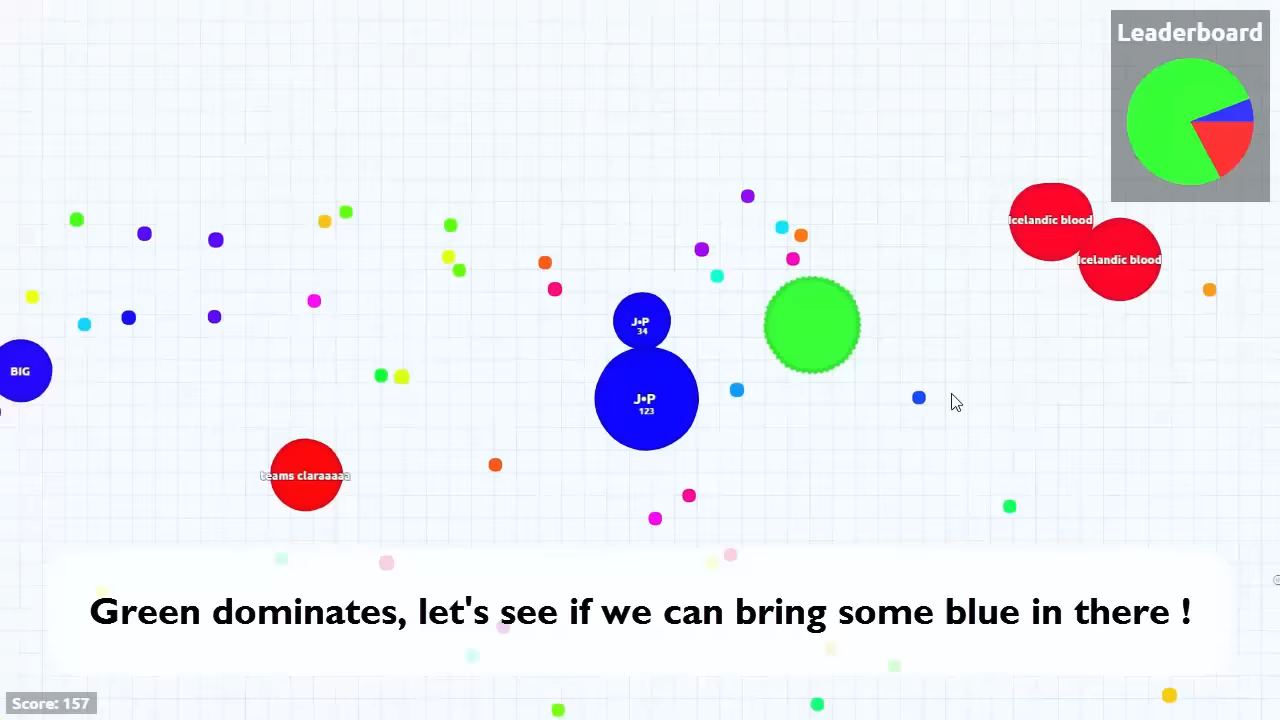 Leaderboard
Icelandic blood
Icelandic blood
J•P
34
BIG
J•P
123
teams claraaaaa
Green dominates, let's see if we can bring some blue in there !
Score: 157